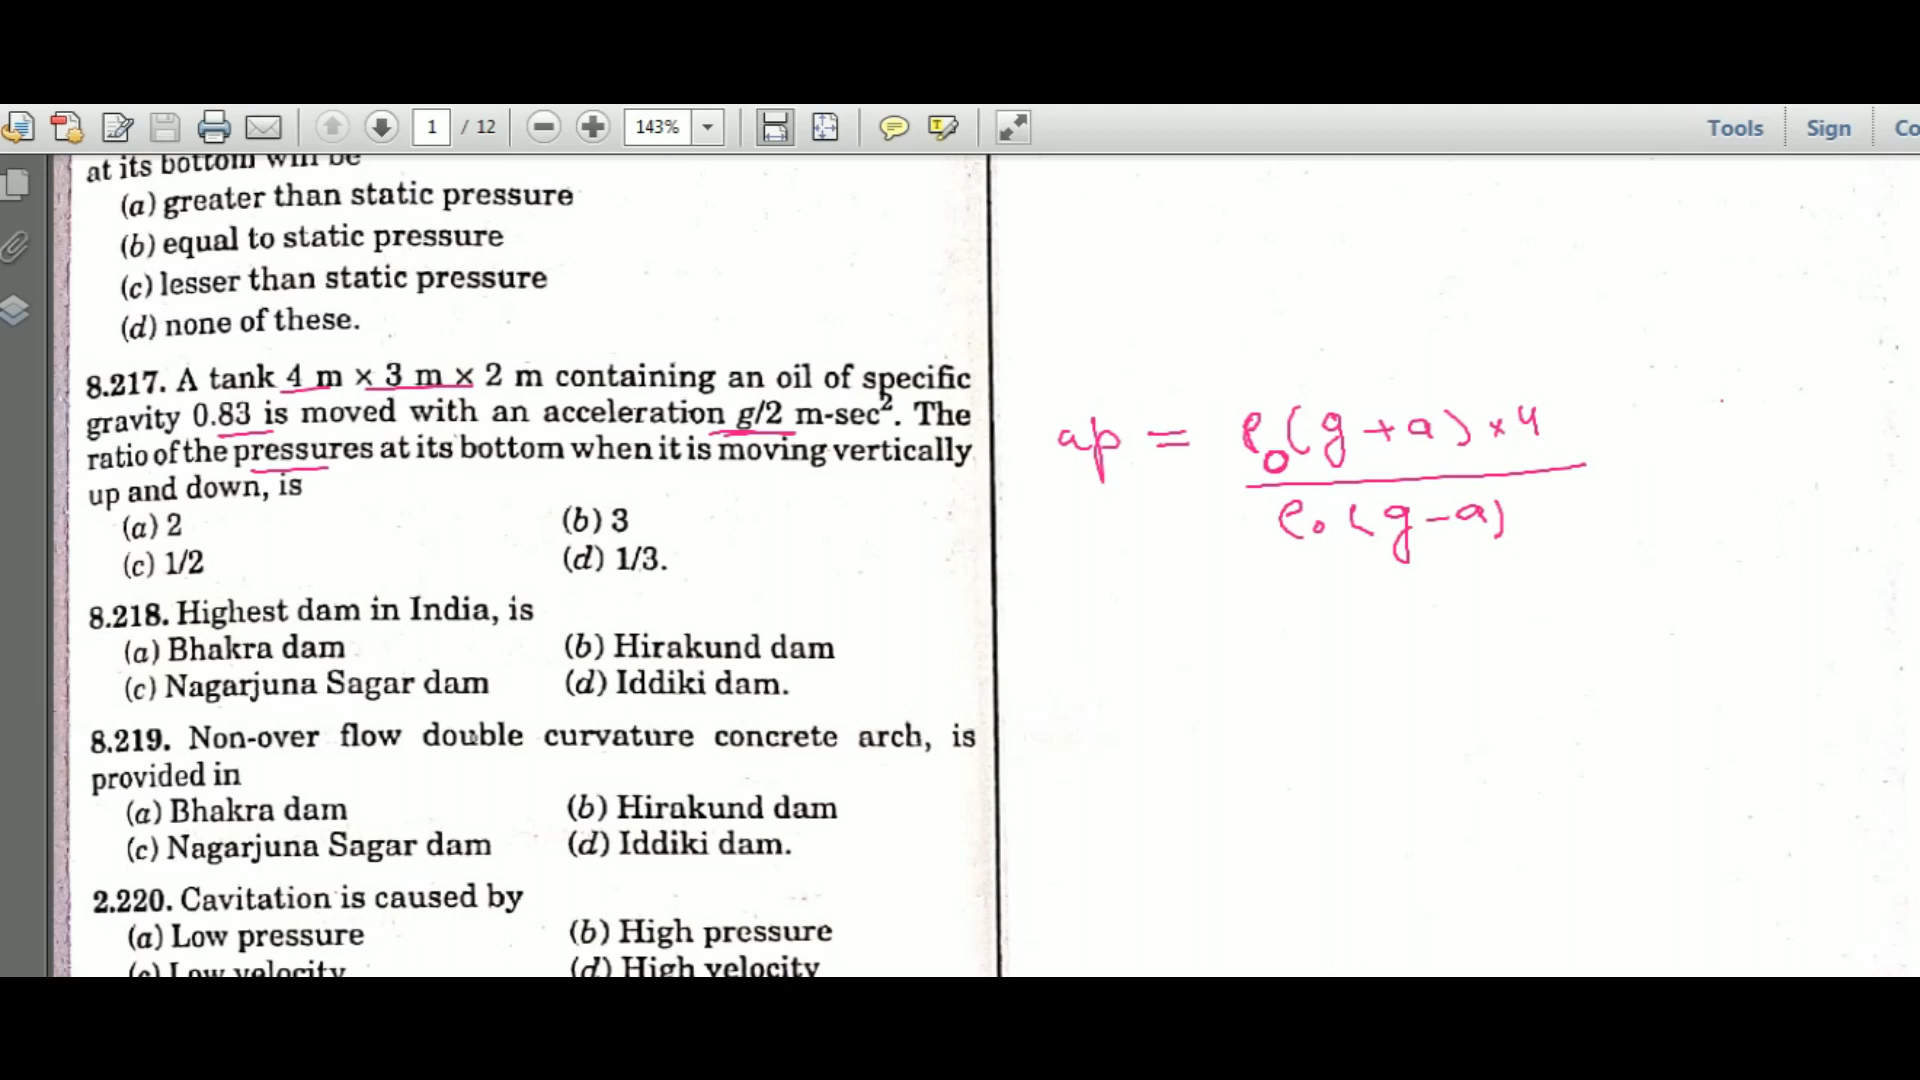 1 / 12 143% Tools Sign Co
at its bottom will be
(a) greater than static pressure
(b) equal to static pressure
(c) lesser than static pressure
(d) none of these.
8.217. A tank 4 m × 3 m × 2 m containing an oil of specific
gravity 0.83 is moved with an acceleration g/2 m-sec². The
ratio of the pressures at its bottom when it is moving vertically
up and down, is
(a) 2 (b) 3
(c) 1/2 (d) 1/3.
8.218. Highest dam in India, is
(a) Bhakra dam (b) Hirakund dam
(c) Nagarjuna Sagar dam (d) Iddiki dam.
8.219. Non-over flow double curvature concrete arch, is
provided in
(a) Bhakra dam (b) Hirakund dam
(c) Nagarjuna Sagar dam (d) Iddiki dam.
2.220. Cavitation is caused by
(a) Low pressure (b) High pressure
(c) Low velocity (d) High velocity
ap = ρ₀(g+a)×4
ρ₀(g-a)